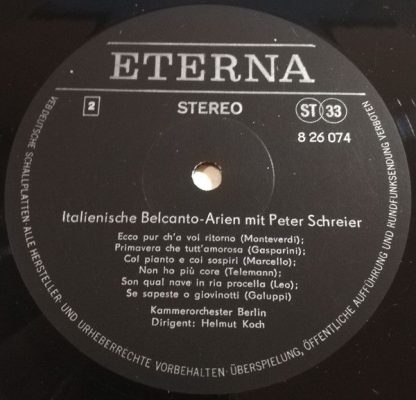 ETERNA
2
STEREO
ST 33
8 26 074
Italienische Belcanto-Arien mit Peter Schreier
Ecco pur ch'a voi ritorno (Monteverdi);
Primavera che tutt'amorosa (Gasparini);
Col pianto e coi sospiri (Marcello);
Non ho più core (Telemann);
Son qual nave in ria procella (Leo);
Se sapeste o giovinotti (Galuppi)
Kammerorchester Berlin
Dirigent: Helmut Koch
VEB DEUTSCHE SCHALLPLATTEN·ALLE HERSTELLER- UND URHEBERRECHTE VORBEHALTEN·ÜBERSPIELUNG, ÖFFENTLICHE AUFFÜHRUNG UND RUNDFUNKSENDUNG VERBOTEN